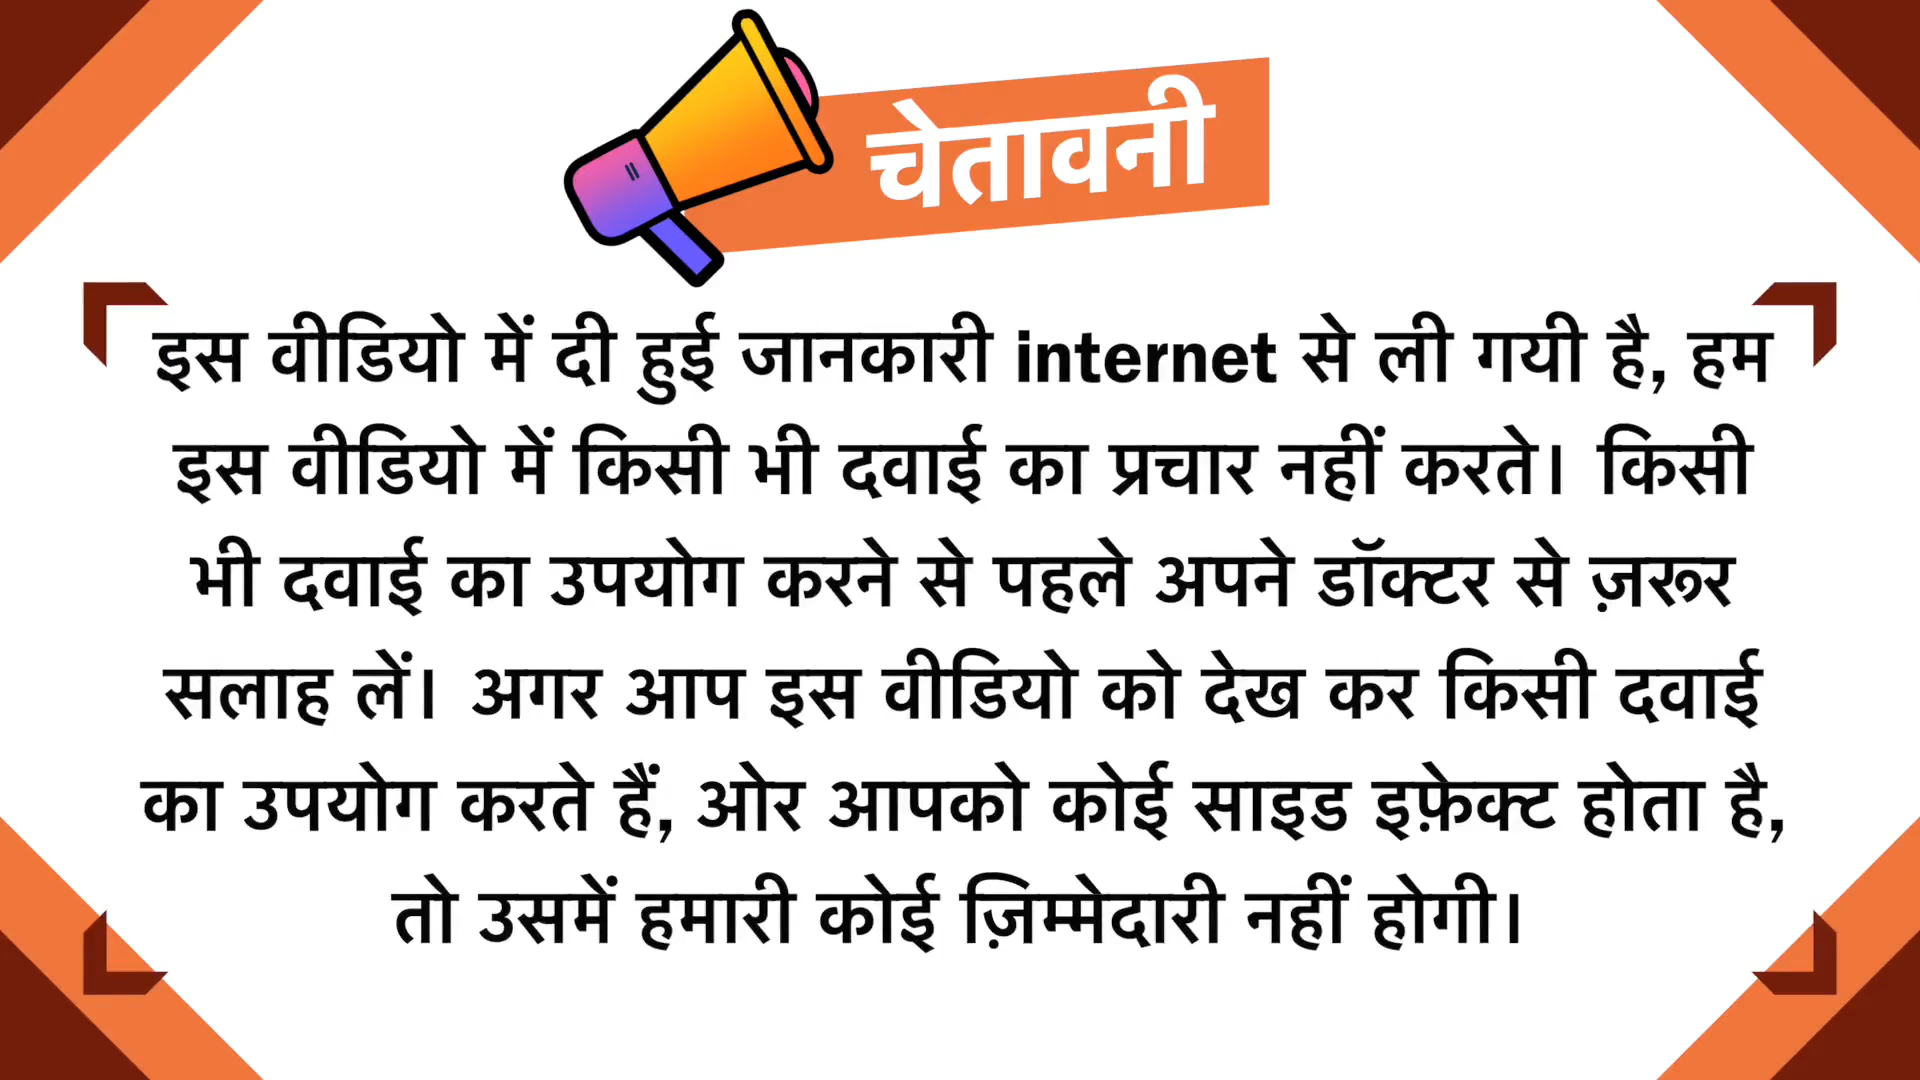 चेतावनी
इस वीडियो में दी हुई जानकारी internet से ली गयी है, हम
इस वीडियो में किसी भी दवाई का प्रचार नहीं करते। किसी
भी दवाई का उपयोग करने से पहले अपने डॉक्टर से ज़रूर
सलाह लें। अगर आप इस वीडियो को देख कर किसी दवाई
का उपयोग करते हैं, ओर आपको कोई साइड इफ़ेक्ट होता है,
तो उसमें हमारी कोई ज़िम्मेदारी नहीं होगी।